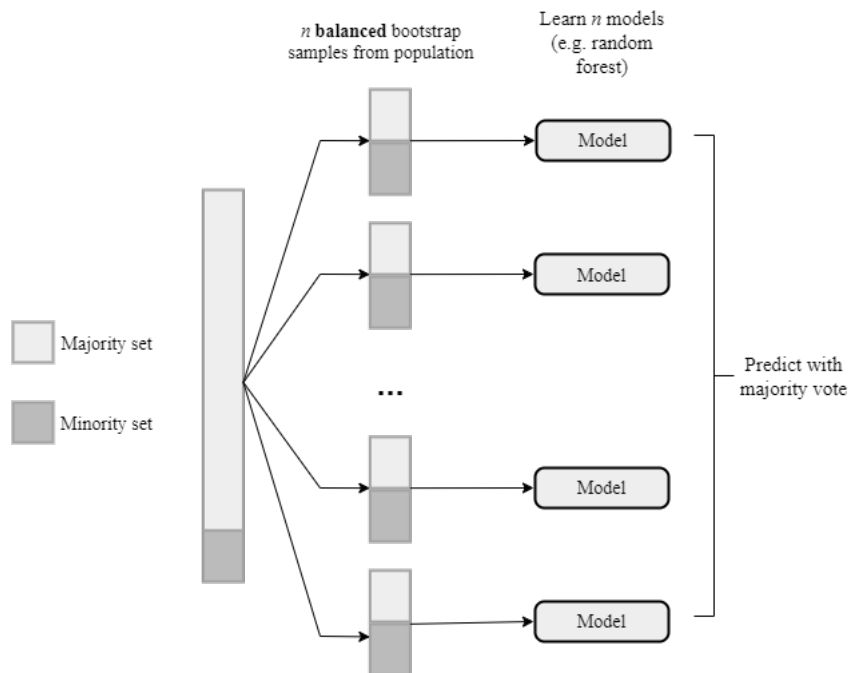 n balanced bootstrap
samples from population
Learn n models
(e.g. random
forest)
Model
Model
Majority set
Minority set
...
Predict with
majority vote
Model
Model